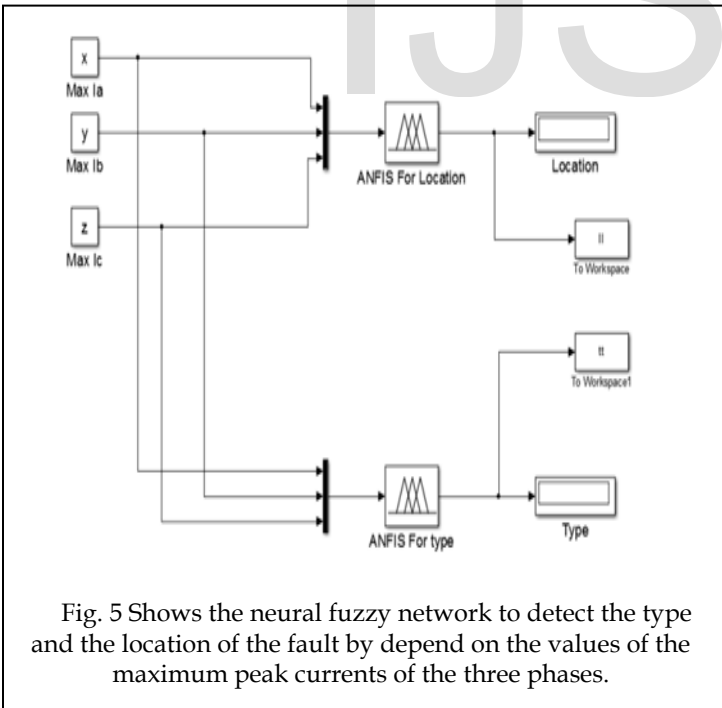 IJS
x
Max Ia
y
Max Ib
z
Max Ic
ANFIS For Location
Location
ll
To Workspace
tt
To Workspace1
ANFIS For type
Type
Fig. 5 Shows the neural fuzzy network to detect the type
and the location of the fault by depend on the values of the
maximum peak currents of the three phases.